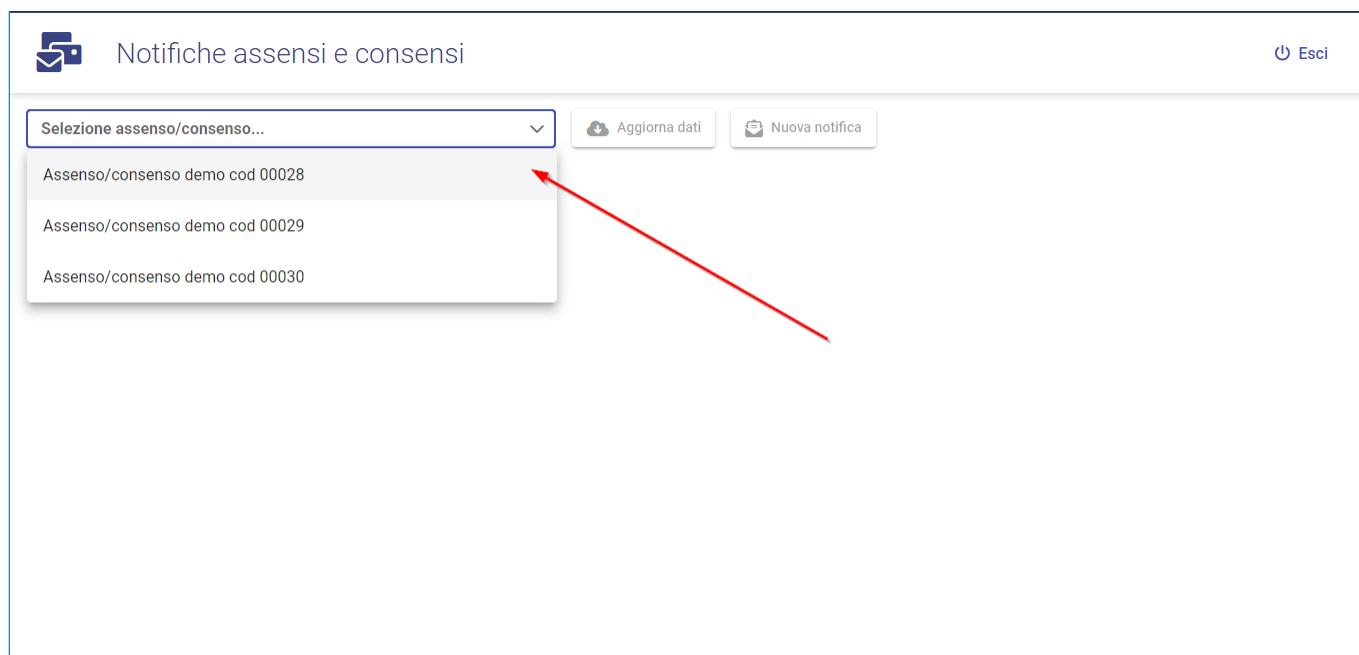 Notifiche assensi e consensi
Esci
Selezione assenso/consenso...
Aggiorna dati
Nuova notifica
Assenso/consenso demo cod 00028
Assenso/consenso demo cod 00029
Assenso/consenso demo cod 00030